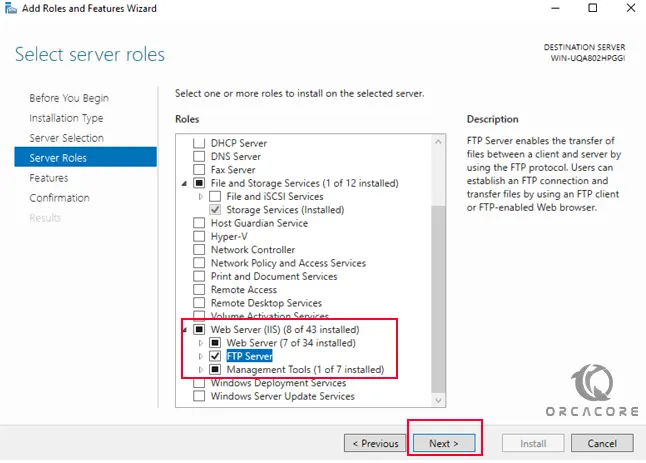 Add Roles and Features Wizard
Select server roles
DESTINATION SERVER
WIN-UQA802HPGGI
Before You Begin
Installation Type
Server Selection
Server Roles
Features
Confirmation
Results
Select one or more roles to install on the selected server.
Roles
DHCP Server
DNS Server
Fax Server
File and Storage Services (1 of 12 installed)
File and iSCSI Services
Storage Services (Installed)
Host Guardian Service
Hyper-V
Network Controller
Network Policy and Access Services
Print and Document Services
Remote Access
Remote Desktop Services
Volume Activation Services
Web Server (IIS) (8 of 43 installed)
Web Server (7 of 34 installed)
FTP Server
Management Tools (1 of 7 installed)
Windows Deployment Services
Windows Server Update Services
Description
FTP Server enables the transfer of
files between a client and server by
using the FTP protocol. Users can
establish an FTP connection and
transfer files by using an FTP client
or FTP-enabled Web browser.
ORCACORE
< Previous
Next >
Install
Cancel